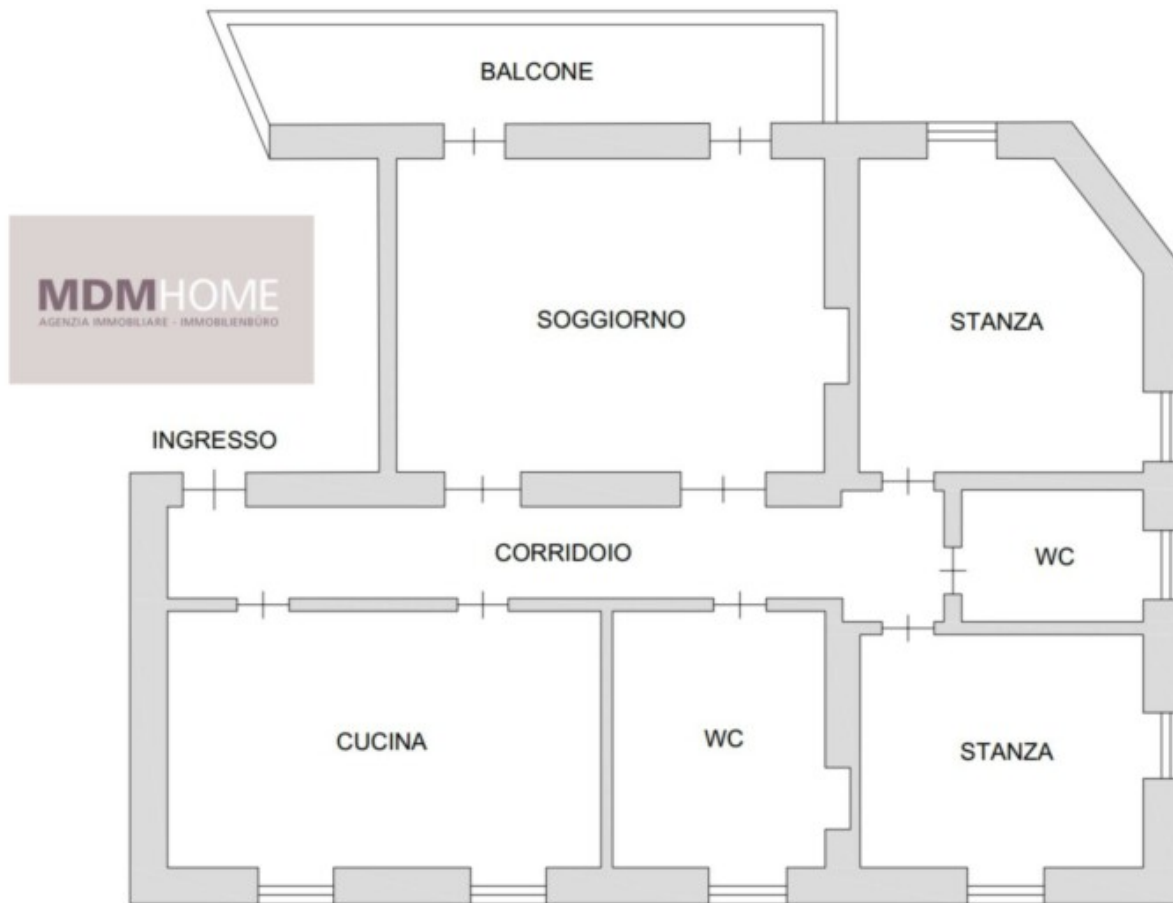 BALCONE
MDMHOME
AGENZIA IMMOBILIARE - IMMOBILIENBÜRO
SOGGIORNO
STANZA
INGRESSO
CORRIDOIO
WC
CUCINA
WC
STANZA